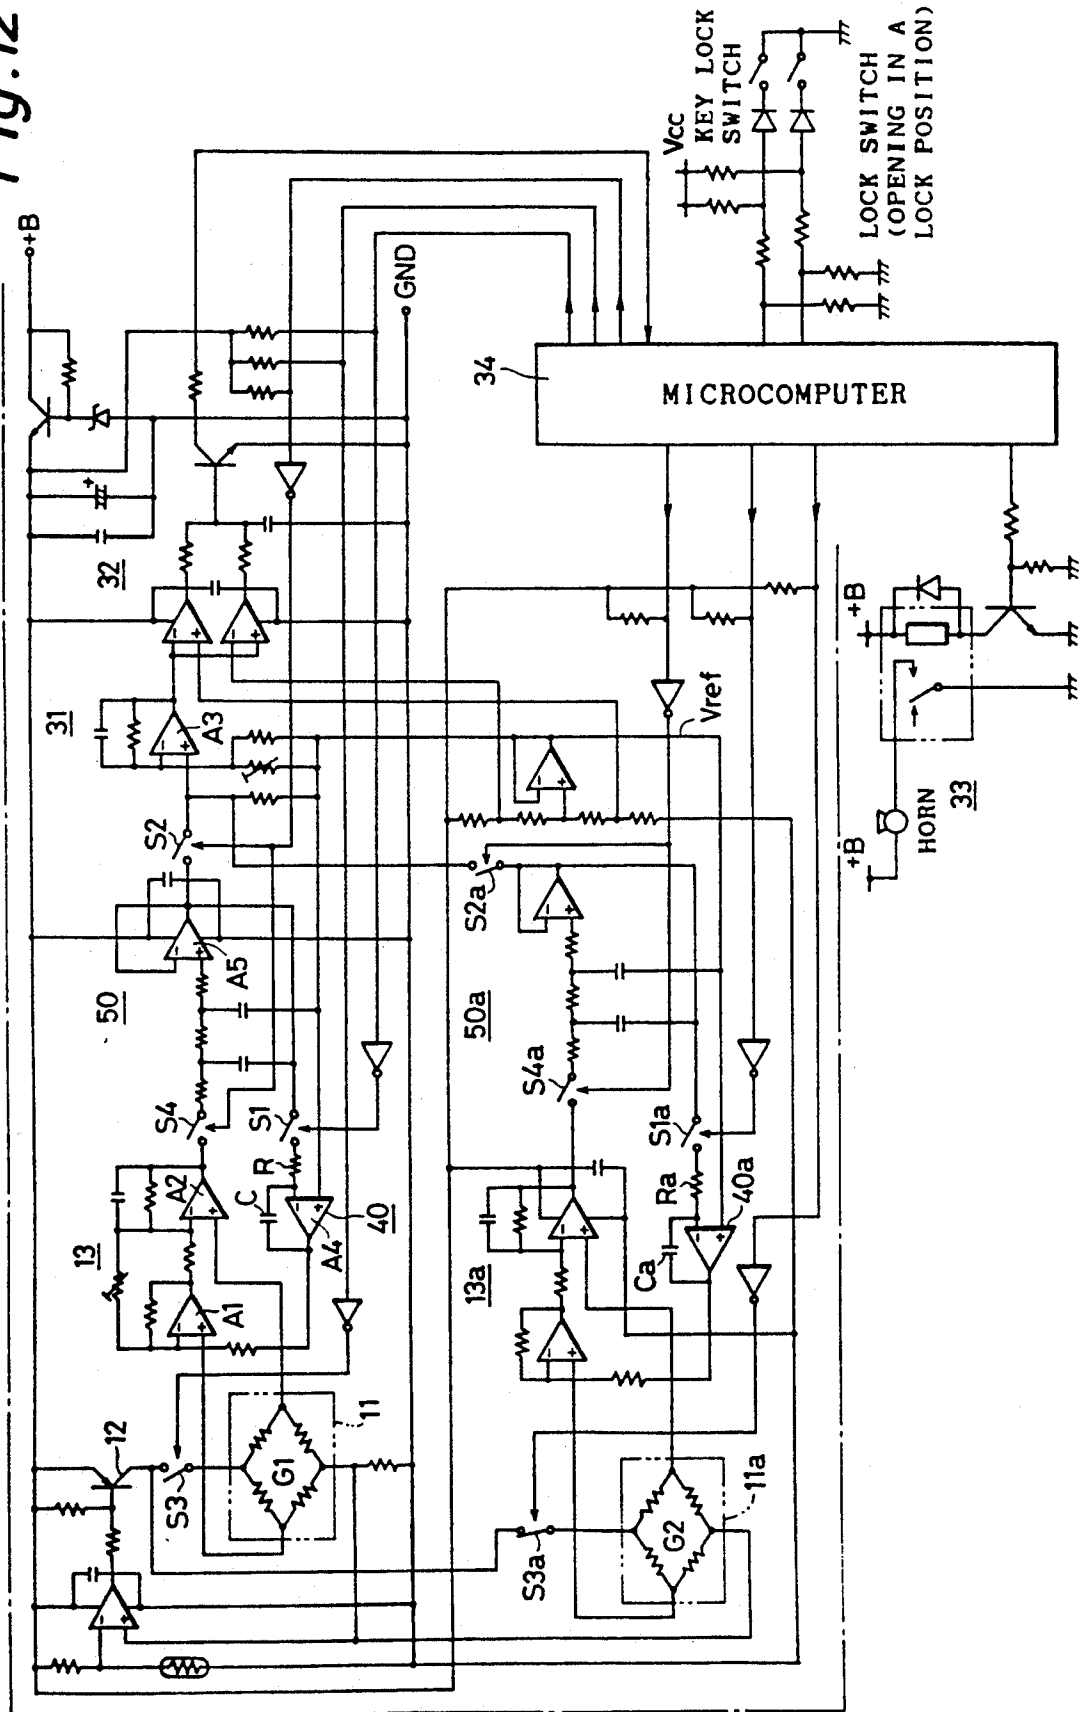 Fig. 12
+B
GND
Vcc
KEY LOCK
SWITCH
LOCK SWITCH
(OPENING IN A
LOCK POSITION)
34
MICROCOMPUTER
32
31
A3
S2
50
A5
S4
S1
R
C
A2
13
A1
A4
40
12
S3
G1
11
Vref
S2a
50a
S4a
S1a
Ra
40a
Ca
13a
S3a
G2
11a
+B
+B
HORN
33